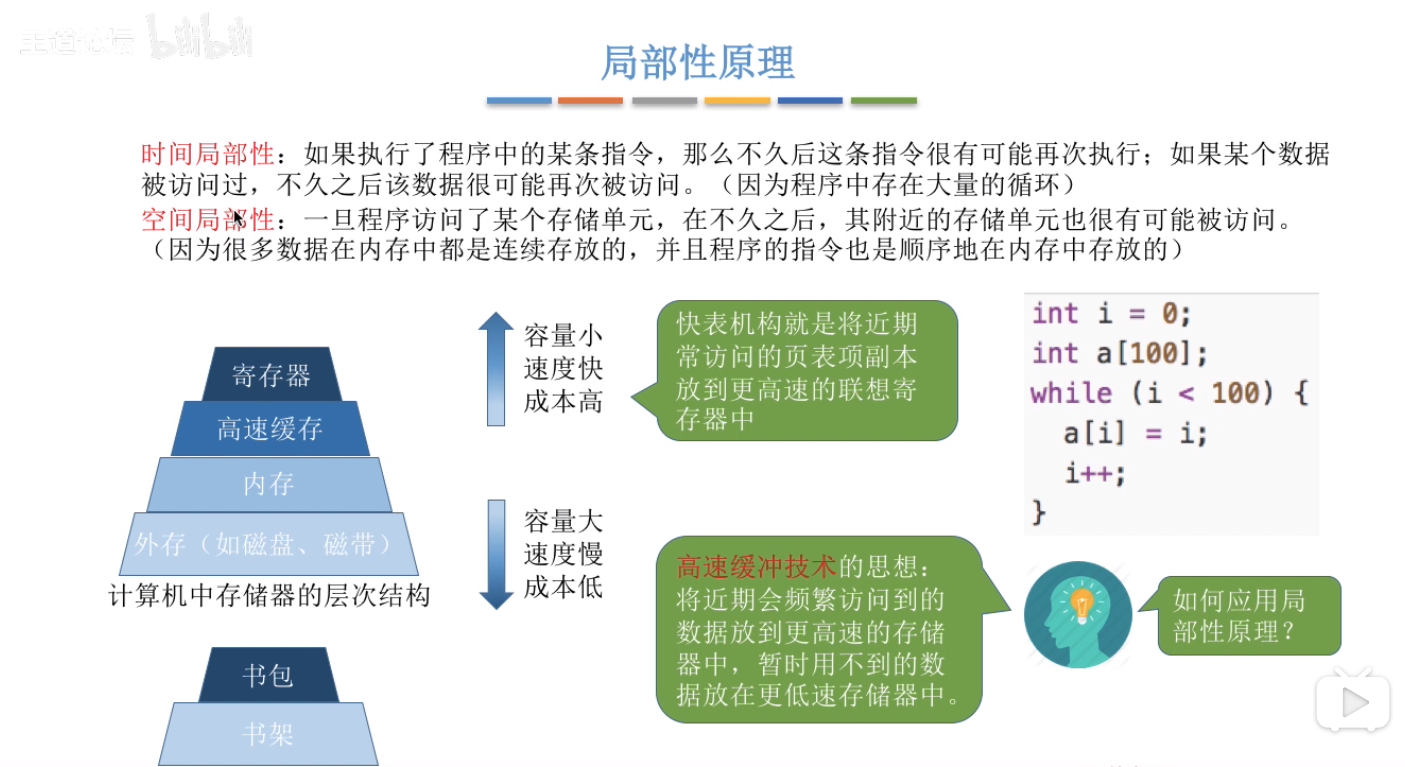 王道论坛 bilibili
局部性原理
时间局部性：如果执行了程序中的某条指令，那么不久后这条指令很有可能再次执行；如果某个数据
被访问过，不久之后该数据很可能再次被访问。（因为程序中存在大量的循环）
空间局部性：一旦程序访问了某个存储单元，在不久之后，其附近的存储单元也很有可能被访问。
（因为很多数据在内存中都是连续存放的，并且程序的指令也是顺序地在内存中存放的）
寄存器
高速缓存
内存
外存（如磁盘、磁带）
计算机中存储器的层次结构
书包
书架
容量小
速度快
成本高
容量大
速度慢
成本低
快表机构就是将近期
常访问的页表项副本
放到更高速的联想寄
存器中
int i = 0;
int a[100];
while (i < 100) {
a[i] = i;
i++;
}
高速缓冲技术的思想：
将近期会频繁访问到的
数据放到更高速的存储
器中，暂时用不到的数
据放在更低速存储器中。
如何应用局
部性原理？